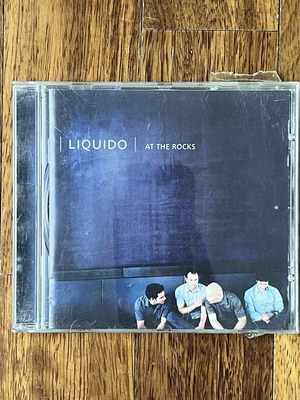 | LIQUIDO | AT THE ROCKS